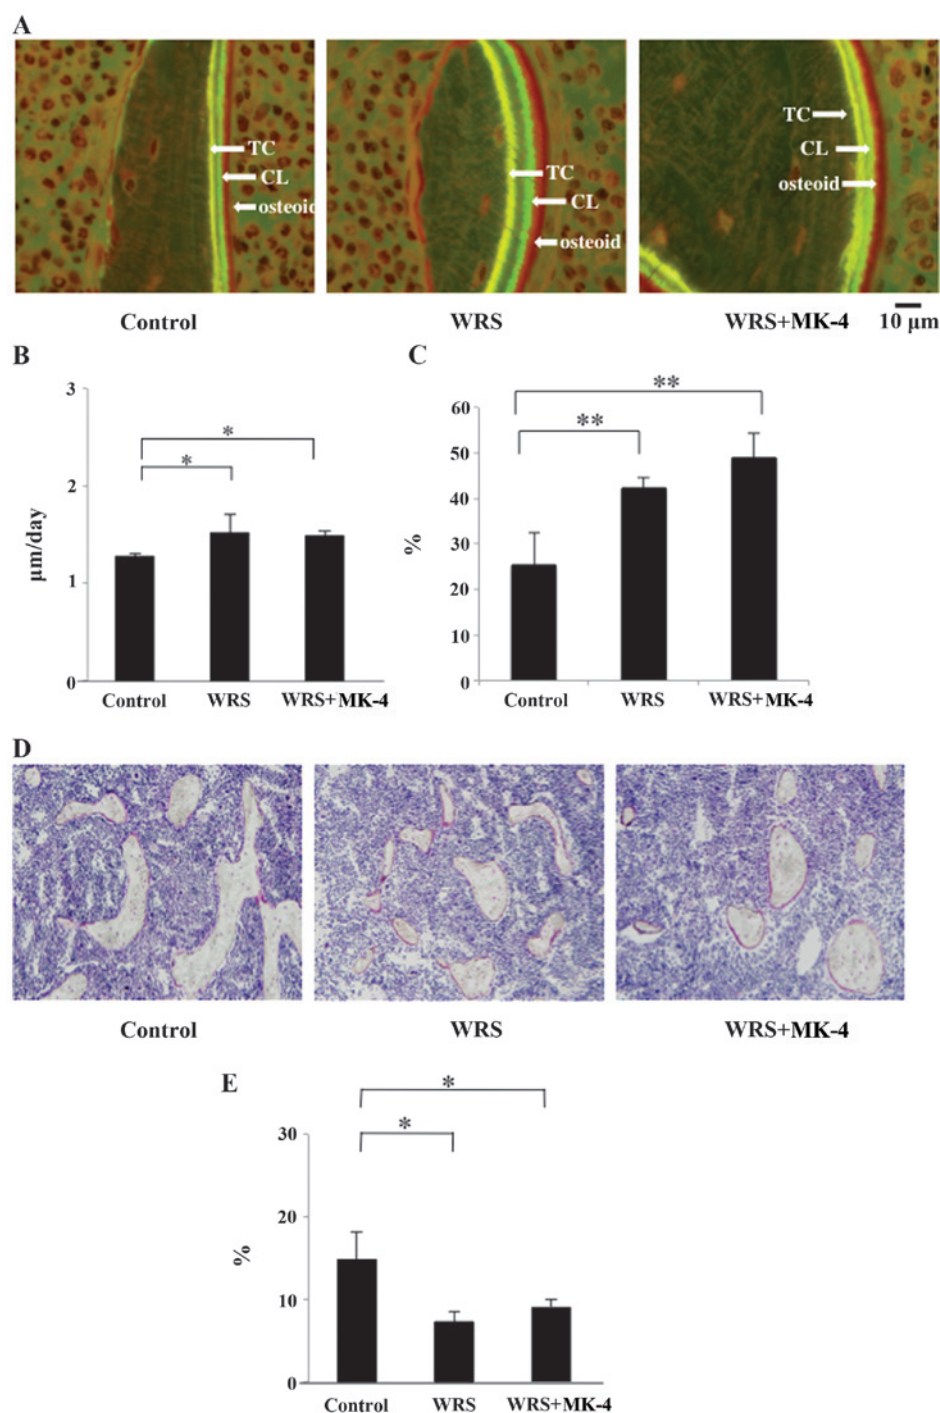 A
TC
CL
osteoid
TC
CL
osteoid
TC
CL
osteoid
Control
WRS
WRS+MK-4
10 μm
B
3
2
1
0
μm/day
*
*
Control
WRS
WRS+MK-4
C
60
50
40
30
20
10
0
%
**
**
Control
WRS
WRS+MK-4
D
Control
WRS
WRS+MK-4
E
30
20
10
0
%
*
*
Control
WRS
WRS+MK-4